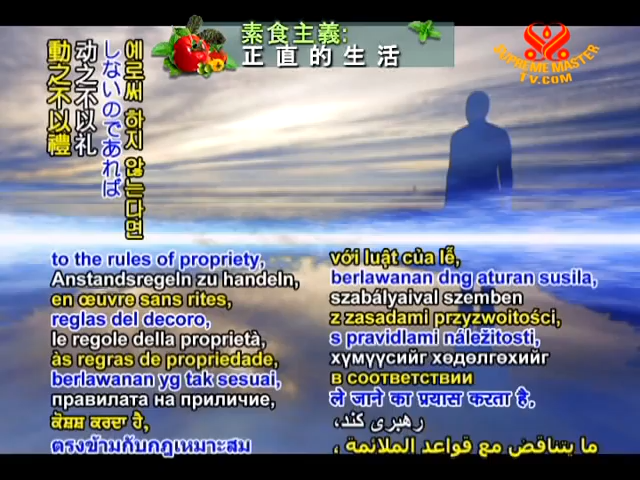 素食主義:
正直的生活
SUPREME MASTER
TV.COM
예로써 하지 않는다면
しないのであれば
动之不以礼
動之不以禮
to the rules of propriety,
Anstandsregeln zu handeln,
en œuvre sans rites,
reglas del decoro,
le regole della proprietà,
às regras de propriedade,
berlawanan yg tak sesuai,
правилата на приличие,
ਕੋਸ਼ਸ਼ ਕਰਦਾ ਹੈ,
ตรงข้ามกับกฎเหมาะสม
với luật của lễ,
berlawanan dng aturan susila,
szabályaival szemben
z zasadami przyzwoitości,
s pravidlami náležitosti,
хүмүүсийг хөдөлгөхийг
в соответствии
ले जाने का प्रयास करता है,
رهبری کند،
ما يتناقض مع قواعد الملائمة ،